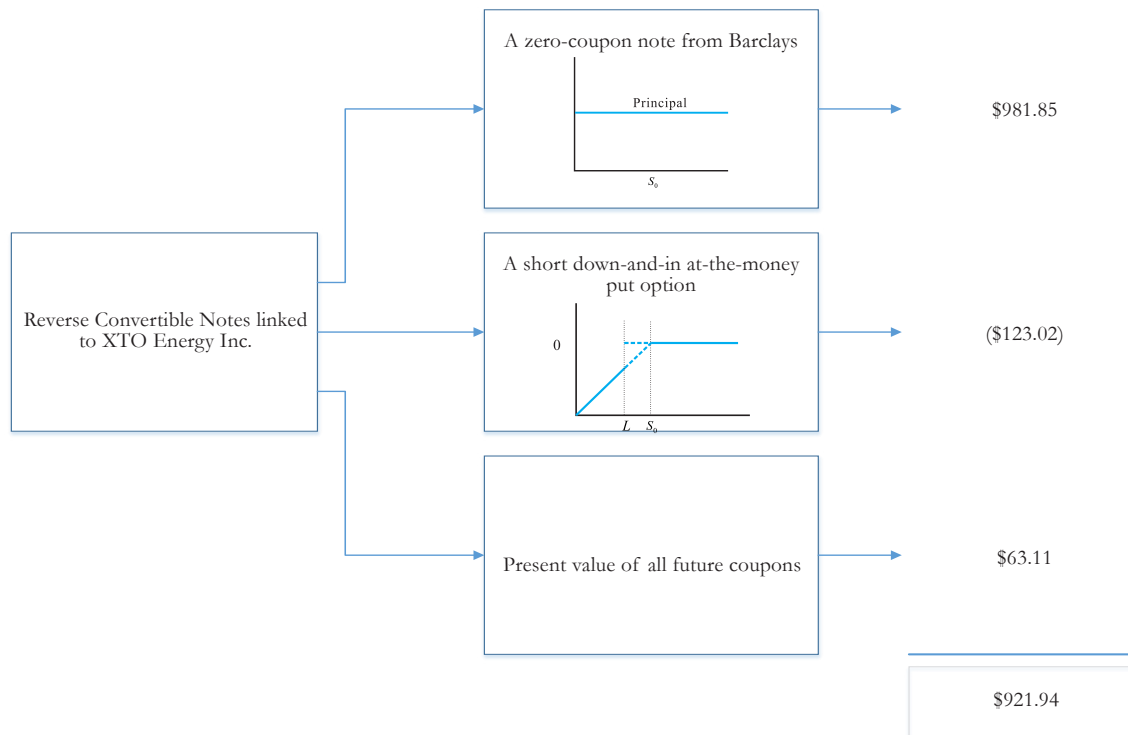 A zero-coupon note from Barclays
Principal
S₀
$981.85
Reverse Convertible Notes linked
to XTO Energy Inc.
A short down-and-in at-the-money
put option
0
L S₀
($123.02)
Present value of all future coupons
$63.11
$921.94